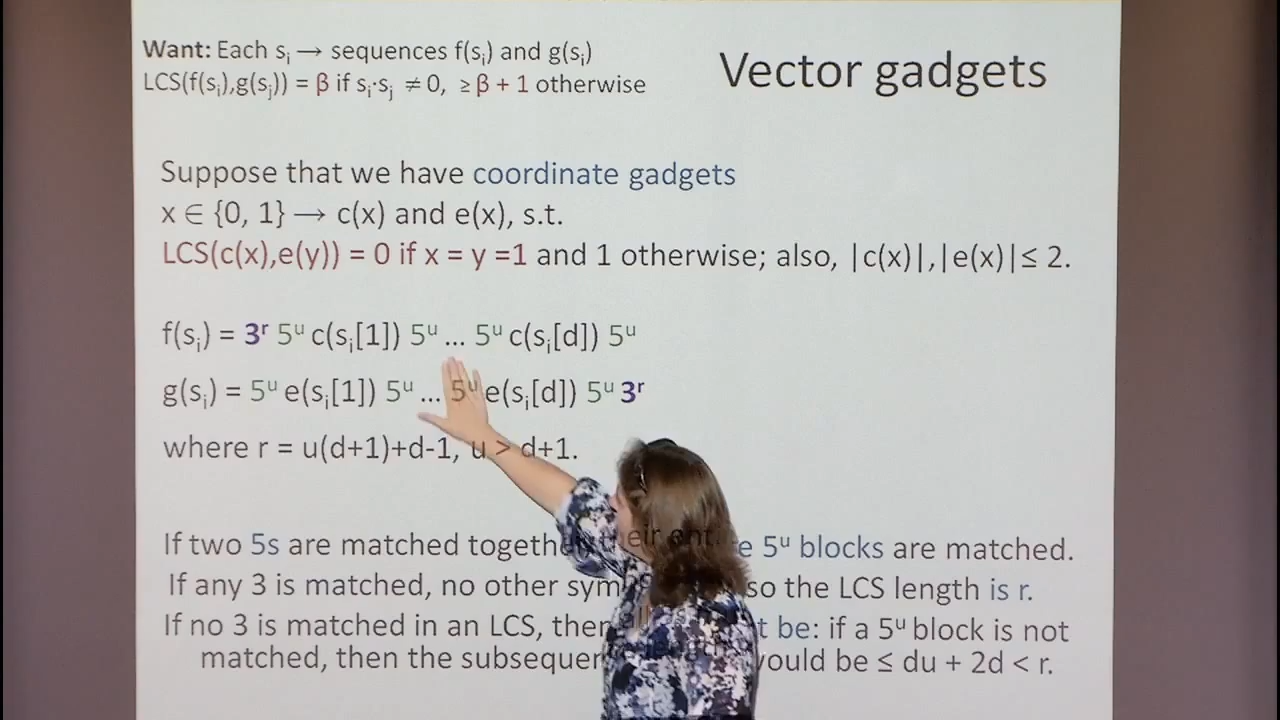 Want: Each sᵢ → sequences f(sᵢ) and g(sᵢ)
LCS(f(sᵢ),g(sⱼ)) = β if sᵢ·sⱼ ≠ 0, ≥ β + 1 otherwise
Vector gadgets
Suppose that we have coordinate gadgets
x ∈ {0, 1} → c(x) and e(x), s.t.
LCS(c(x),e(y)) = 0 if x = y =1 and 1 otherwise; also, |c(x)|,|e(x)|≤ 2.
f(sᵢ) = 3ʳ 5ᵘ c(sᵢ[1]) 5ᵘ ... 5ᵘ c(sᵢ[d]) 5ᵘ
g(sᵢ) = 5ᵘ e(sᵢ[1]) 5ᵘ ... 5ᵘ e(sᵢ[d]) 5ᵘ 3ʳ
where r = u(d+1)+d-1, u > d+1.
If two 5s are matched their 5ᵘ blocks are matched.
If any 3 is matched, no other so the LCS length is r.
If no 3 is matched in an LCS, then be: if a 5ᵘ block is not
matched, then the would be ≤ du + 2d < r.